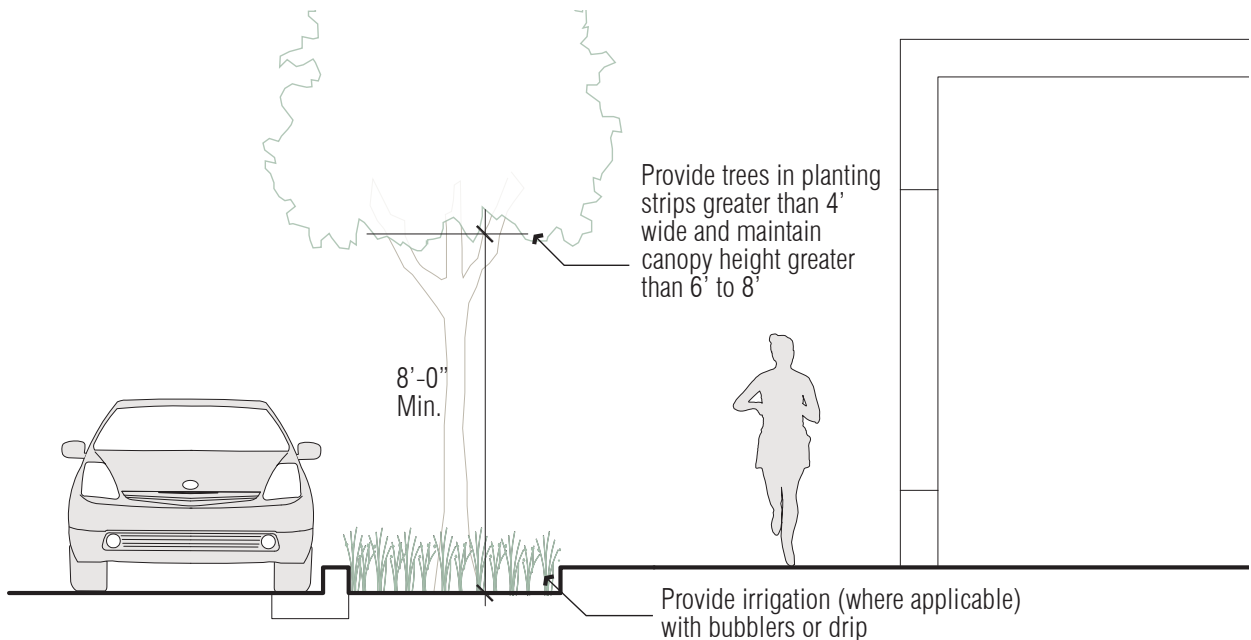 Provide trees in planting
strips greater than 4’
wide and maintain
canopy height greater
than 6’ to 8’
8’-0”
Min.
Provide irrigation (where applicable)
with bubblers or drip